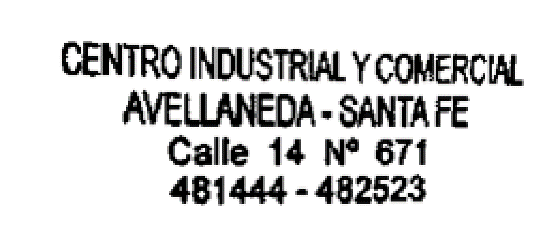 CENTRO INDUSTRIAL Y COMERCIAL
AVELLANEDA - SANTA FE
Calle 14 Nº 671
481444 - 482523